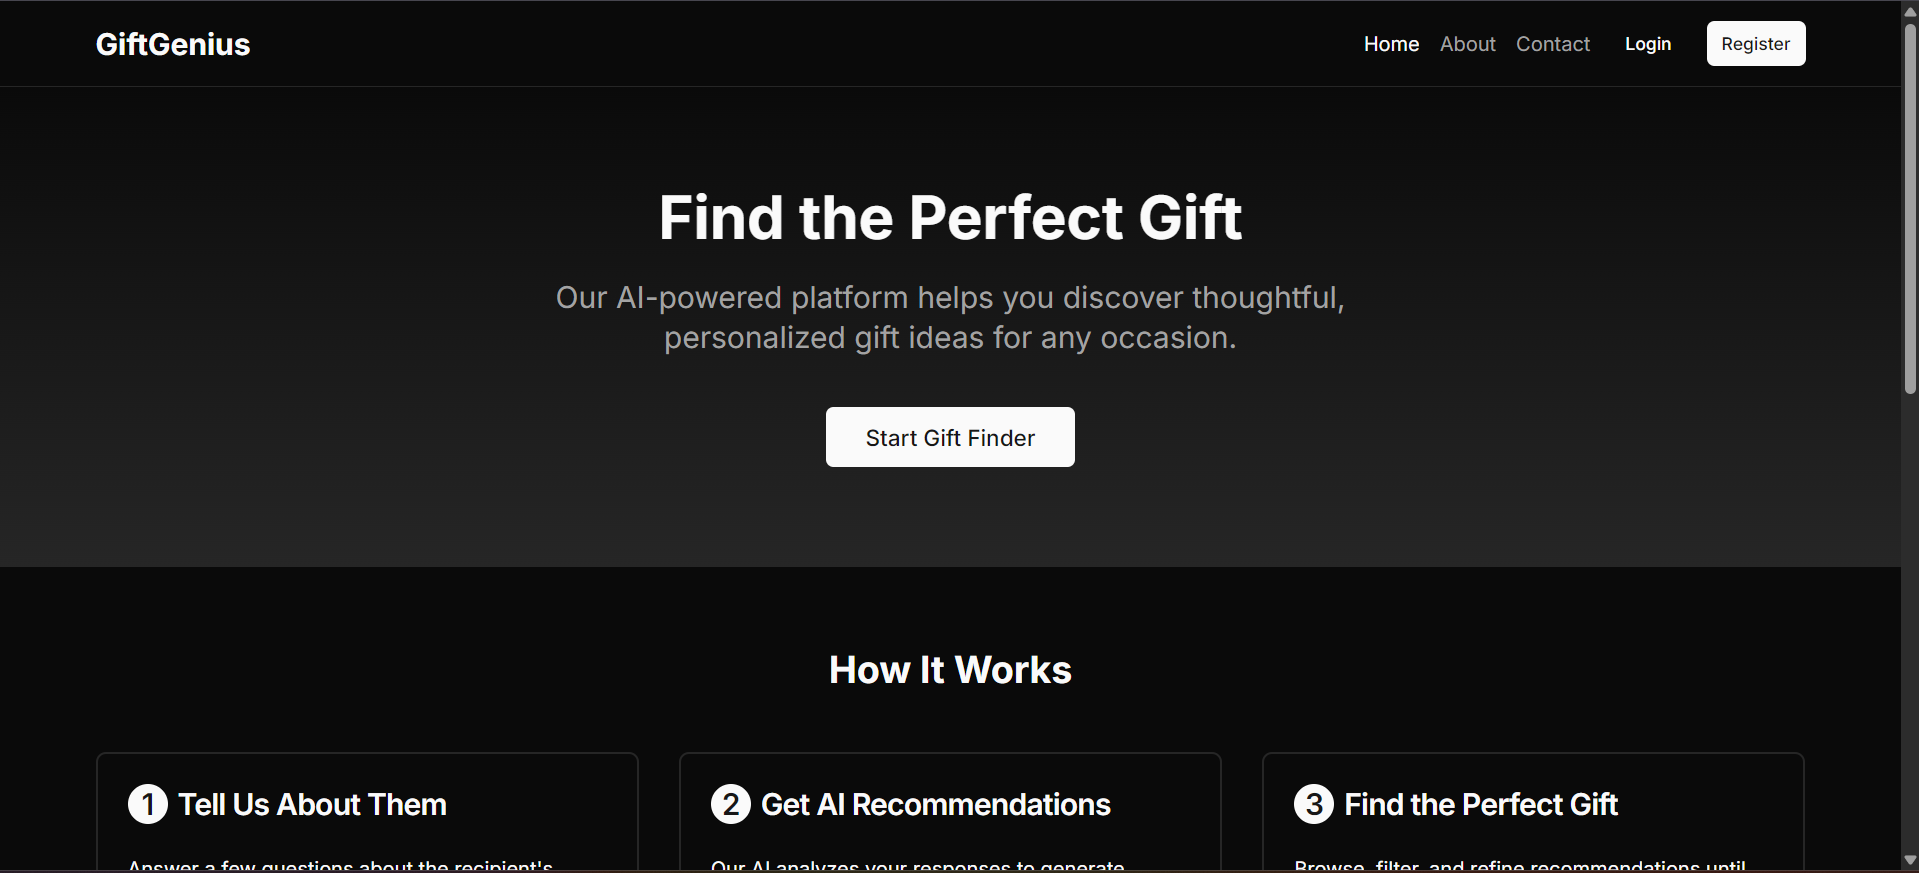 GiftGenius
Home About Contact Login Register
Find the Perfect Gift
Our AI-powered platform helps you discover thoughtful,
personalized gift ideas for any occasion.
Start Gift Finder
How It Works
1 Tell Us About Them
2 Get AI Recommendations
3 Find the Perfect Gift
Answer a few questions about the recipient's
Our AI analyzes your responses to generate
Browse, filter, and refine recommendations until